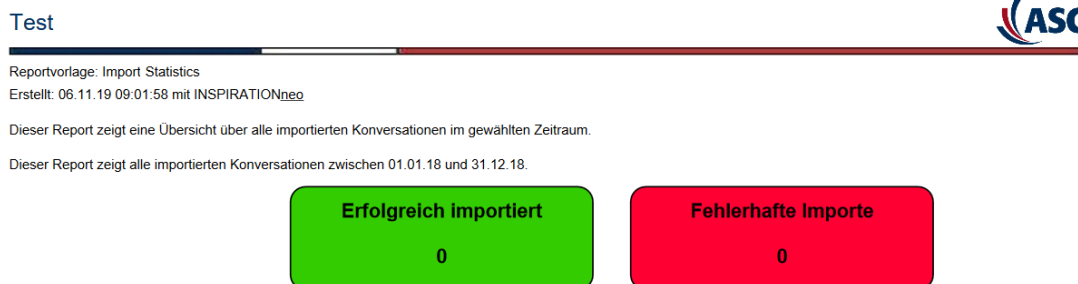 Test
ASC
Reportvorlage: Import Statistics
Erstellt: 06.11.19 09:01:58 mit INSPIRATIONneo
Dieser Report zeigt eine Übersicht über alle importierten Konversationen im gewählten Zeitraum.
Dieser Report zeigt alle importierten Konversationen zwischen 01.01.18 und 31.12.18.
Erfolgreich importiert
0
Fehlerhafte Importe
0